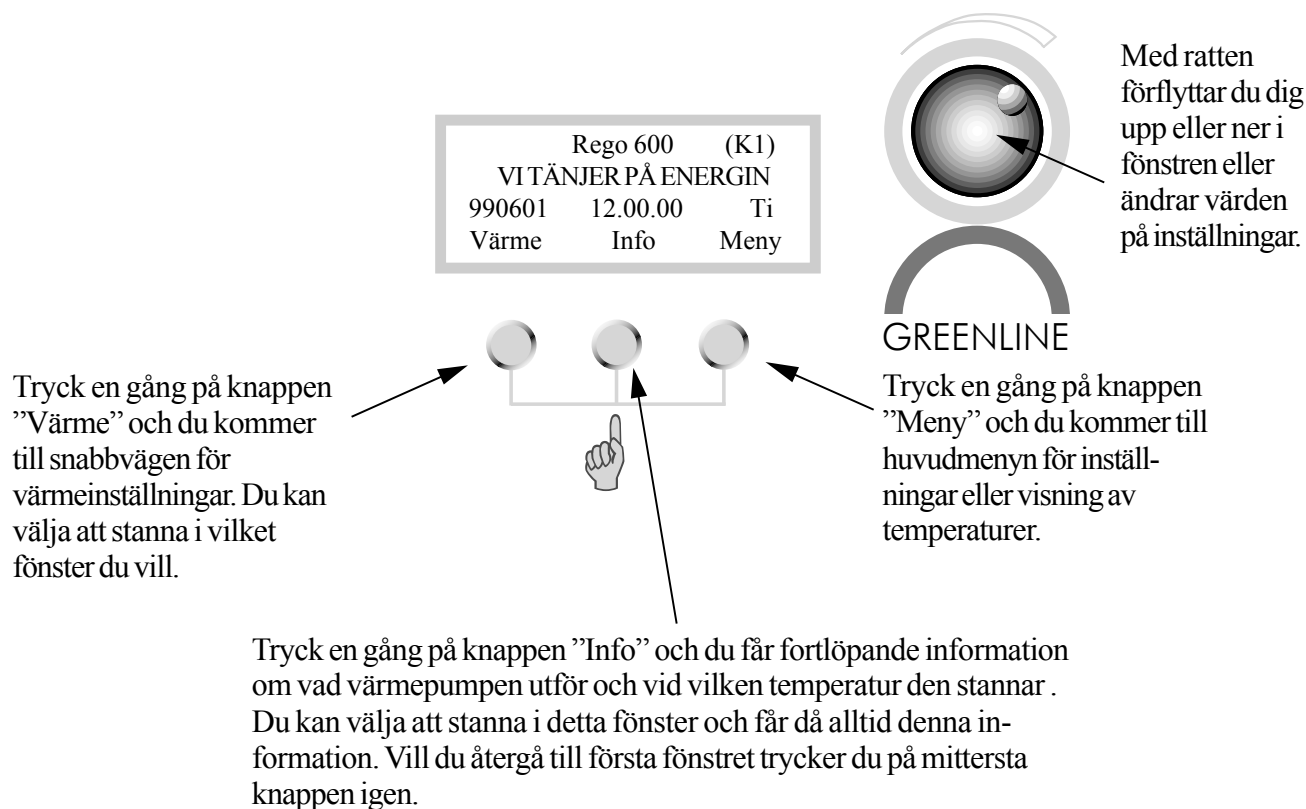 Med ratten
förflyttar du dig
upp eller ner i
fönstren eller
ändrar värden
på inställningar.
Rego 600 (K1)
VI TÄNJER PÅ ENERGIN
990601 12.00.00 Ti
Värme Info Meny
GREENLINE
Tryck en gång på knappen
”Värme” och du kommer
till snabbvägen för
värmeinställningar. Du kan
välja att stanna i vilket
fönster du vill.
Tryck en gång på knappen
”Meny” och du kommer till
huvudmenyn för inställ-
ningar eller visning av
temperaturer.
Tryck en gång på knappen ”Info” och du får fortlöpande information
om vad värmepumpen utför och vid vilken temperatur den stannar .
Du kan välja att stanna i detta fönster och får då alltid denna in-
formation. Vill du återgå till första fönstret trycker du på mittersta
knappen igen.